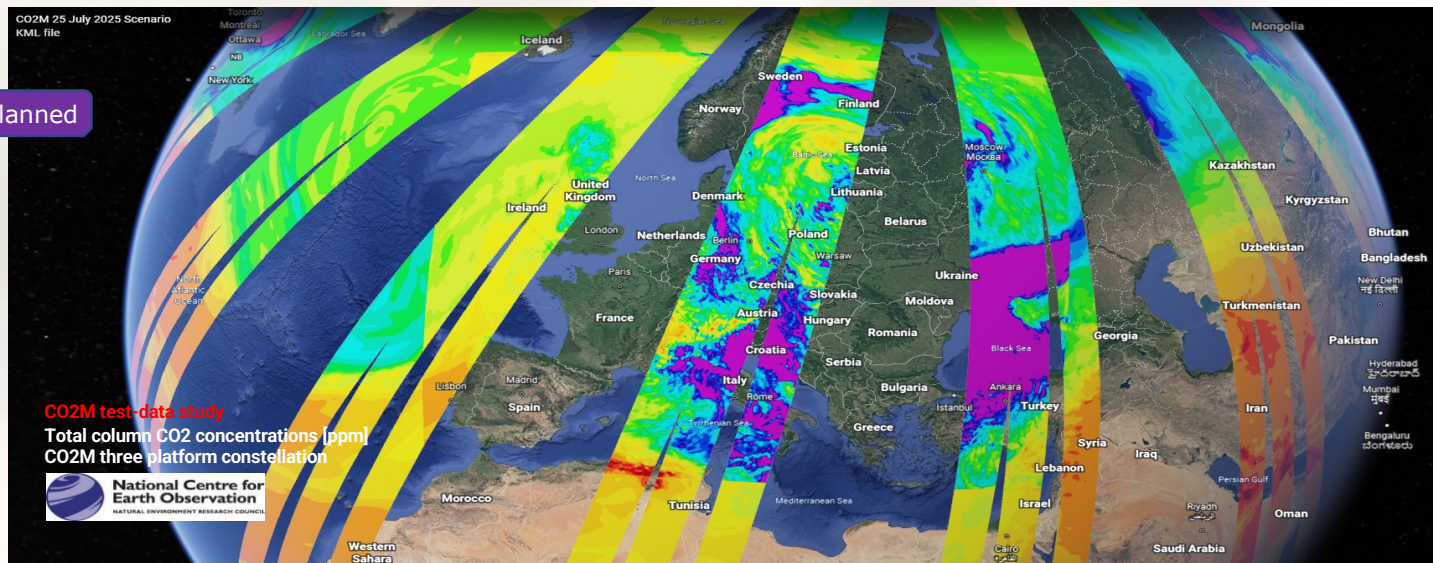 CO2M 25 July 2025 Scenario
KML file
Toronto
Montreal
Ottawa
NB
New York
Labrador Sea
Iceland
Norwegian Sea
Mongolia
lanned
Sweden
Finland
Norway
Estonia
Baltic Sea
Latvia
Moscow
Москва
Kazakhstan
United
Kingdom
North Sea
Denmark
Lithuania
Kyrgyzstan
Ireland
London
Netherlands
Berlin
Poland
Belarus
Bhutan
Uzbekistan
Germany
Warsaw
Bangladesh
North
Atlantic
Ocean
Paris
Czechia
Slovakia
Ukraine
New Delhi
नई दिल्ली
France
Austria
Hungary
Moldova
Turkmenistan
Romania
Georgia
Pakistan
Croatia
Serbia
Black Sea
Hyderabad
హైదరాబాద్
Lisbon
Madrid
Italy
Rome
Bulgaria
Ankara
Mumbai
मुंबई
Spain
Istanbul
Turkey
Iran
Tyrrhenian Sea
Greece
Bengaluru
ಬೆಂಗಳೂರು
CO2M test-data study
Total column CO2 concentrations [ppm]
CO2M three platform constellation
Syria
Iraq
Lebanon
National Centre for
Earth Observation
NATURAL ENVIRONMENT RESEARCH COUNCIL
Persian Gulf
Morocco
Tunisia
Mediterranean Sea
Israel
Riyadh
الرياض
Oman
Western
Sahara
Cairo
القاهرة
Saudi Arabia